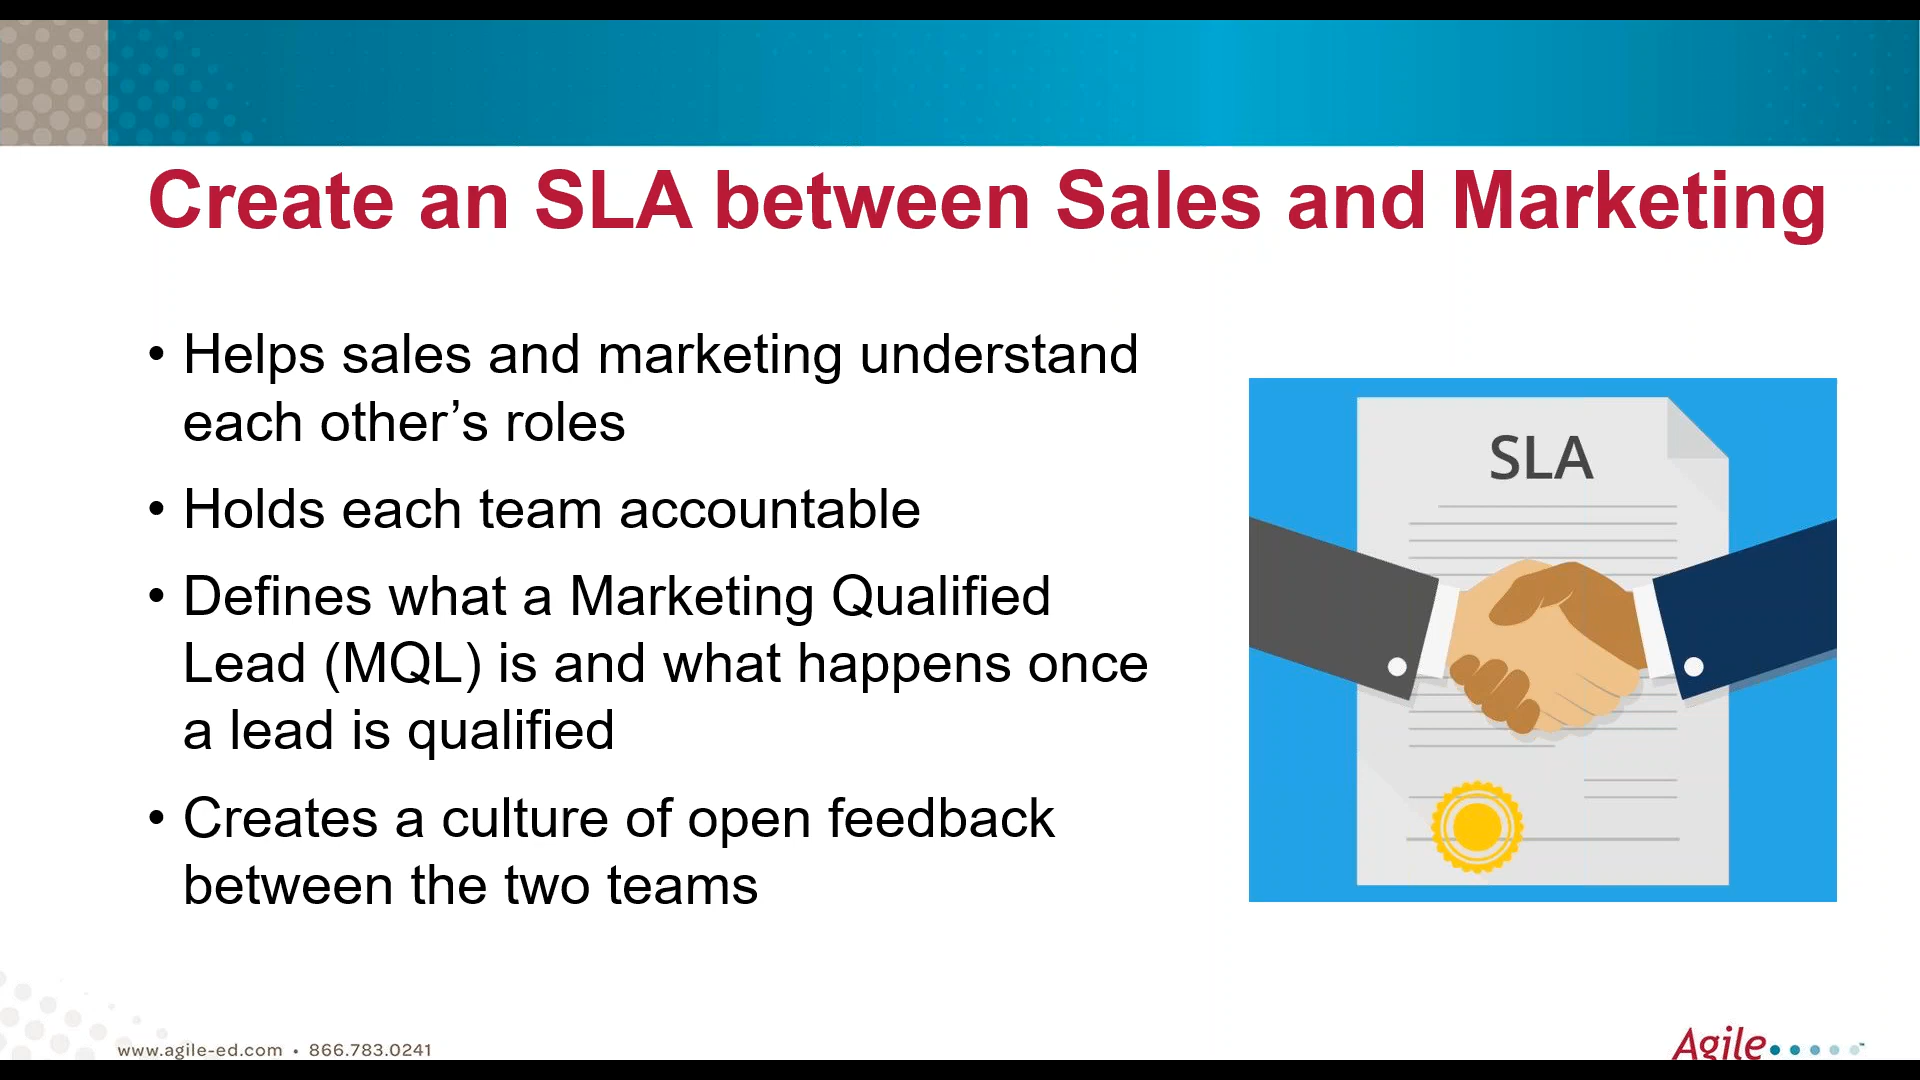 Create an SLA between Sales and Marketing
• Helps sales and marketing understand
each other’s roles
• Holds each team accountable
• Defines what a Marketing Qualified
Lead (MQL) is and what happens once
a lead is qualified
• Creates a culture of open feedback
between the two teams
SLA
www.agile-ed.com • 866.783.0241
Agile